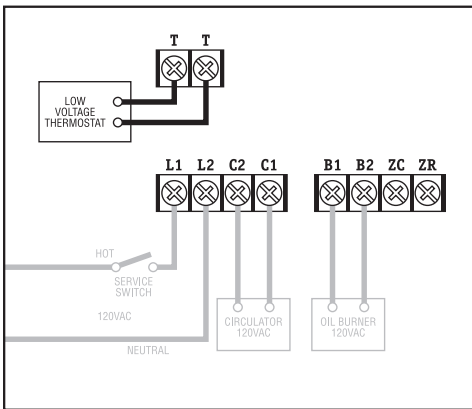 T T
LOW
VOLTAGE
THERMOSTAT
L1 L2 C2 C1 B1 B2 ZC ZR
HOT
SERVICE
SWITCH
120VAC
CIRCULATOR
120VAC
OIL BURNER
120VAC
NEUTRAL